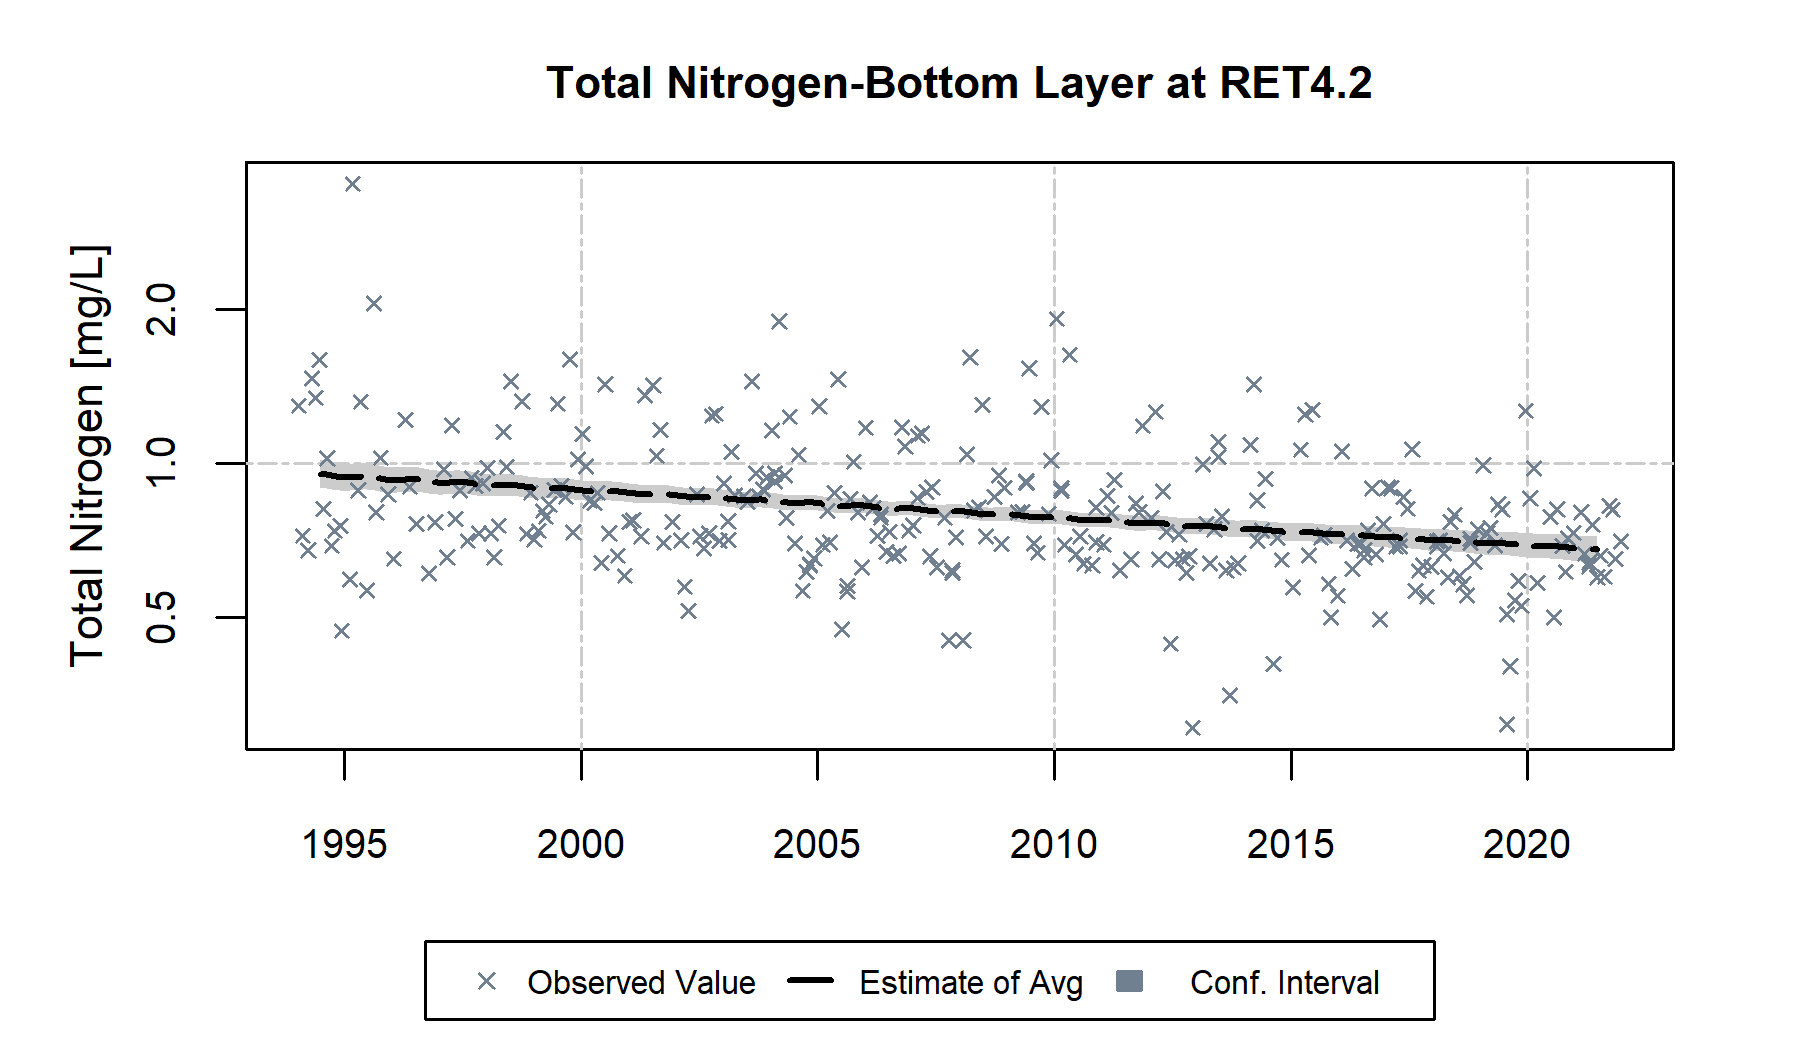 Total Nitrogen-Bottom Layer at RET4.2
Total Nitrogen [mg/L]
2.0
1.0
0.5
1995 2000 2005 2010 2015 2020
Observed Value Estimate of Avg Conf. Interval